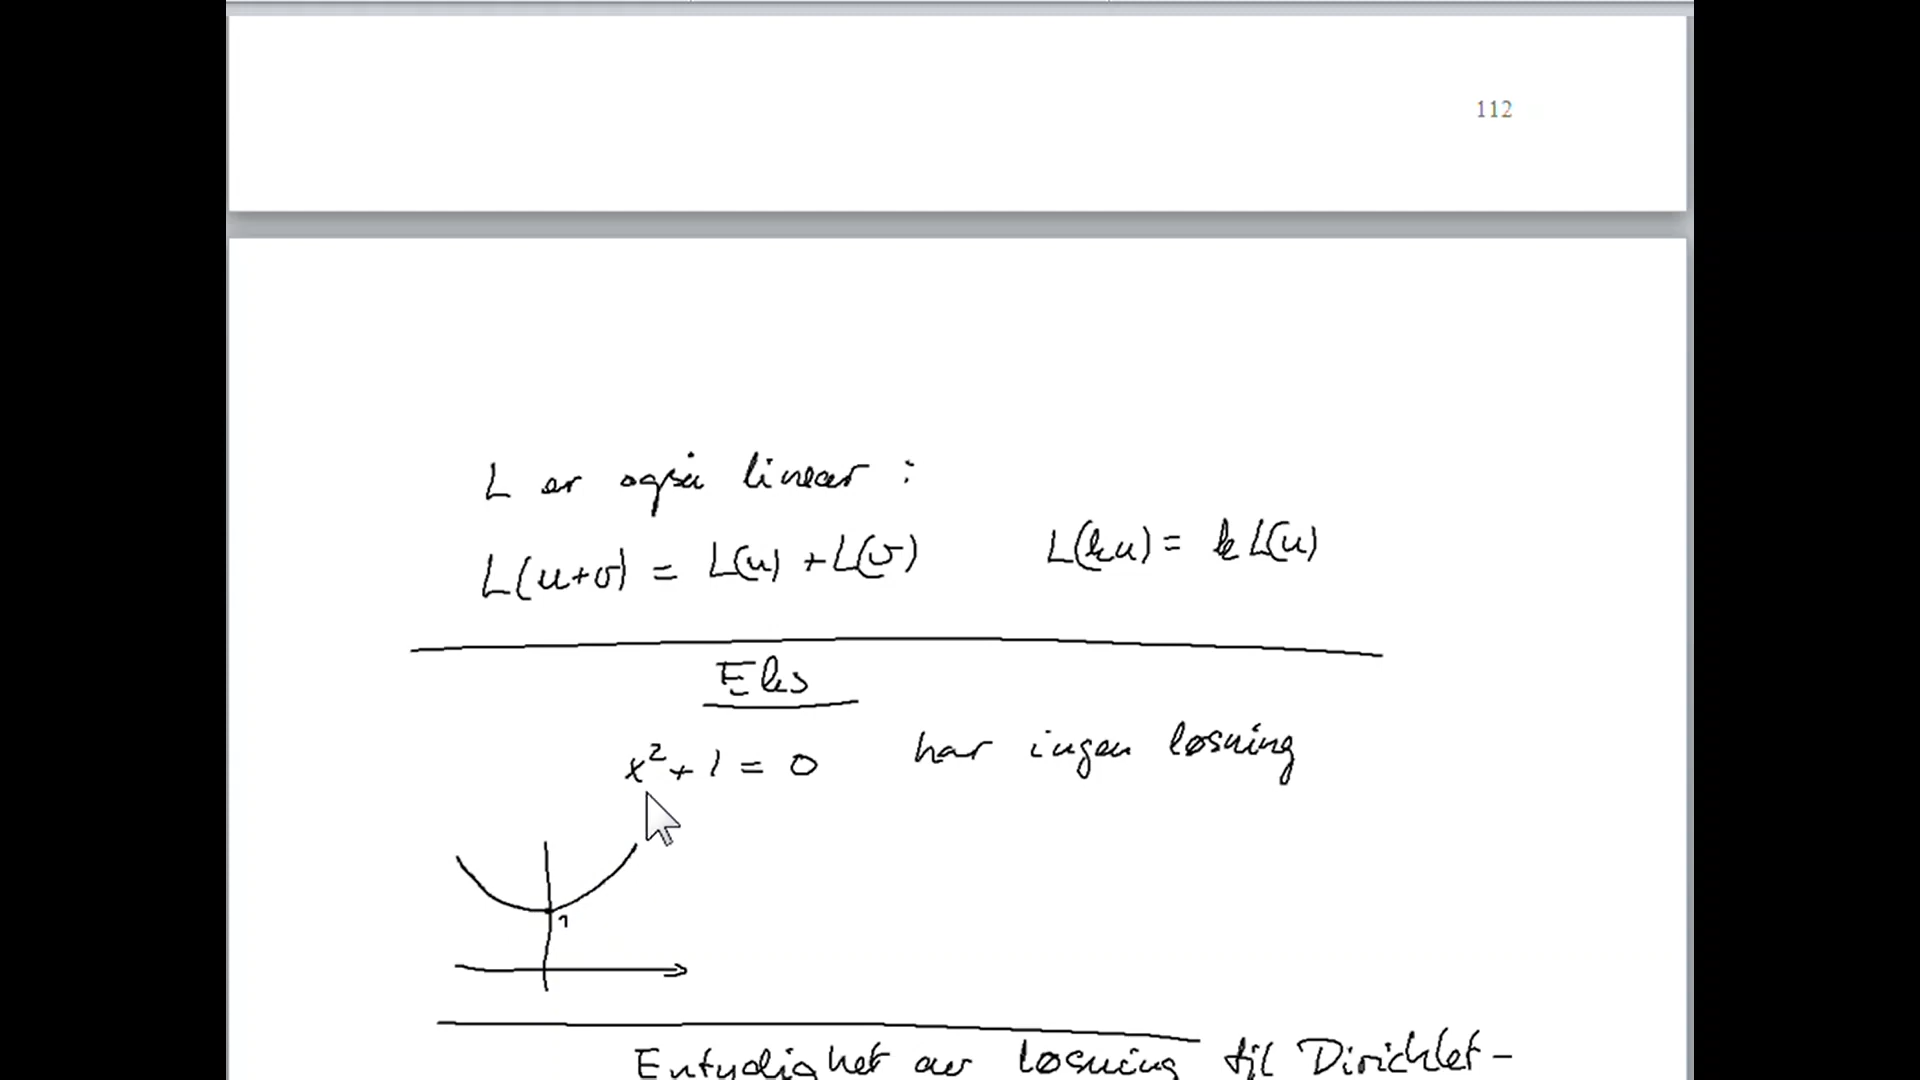 112
L er også lineær :
L(u+v) = L(u) + L(v) L(ku) = k L(u)
Eks
x² + 1 = 0 har ingen løsning
1
Entydighet av løsning til Dirichlet-